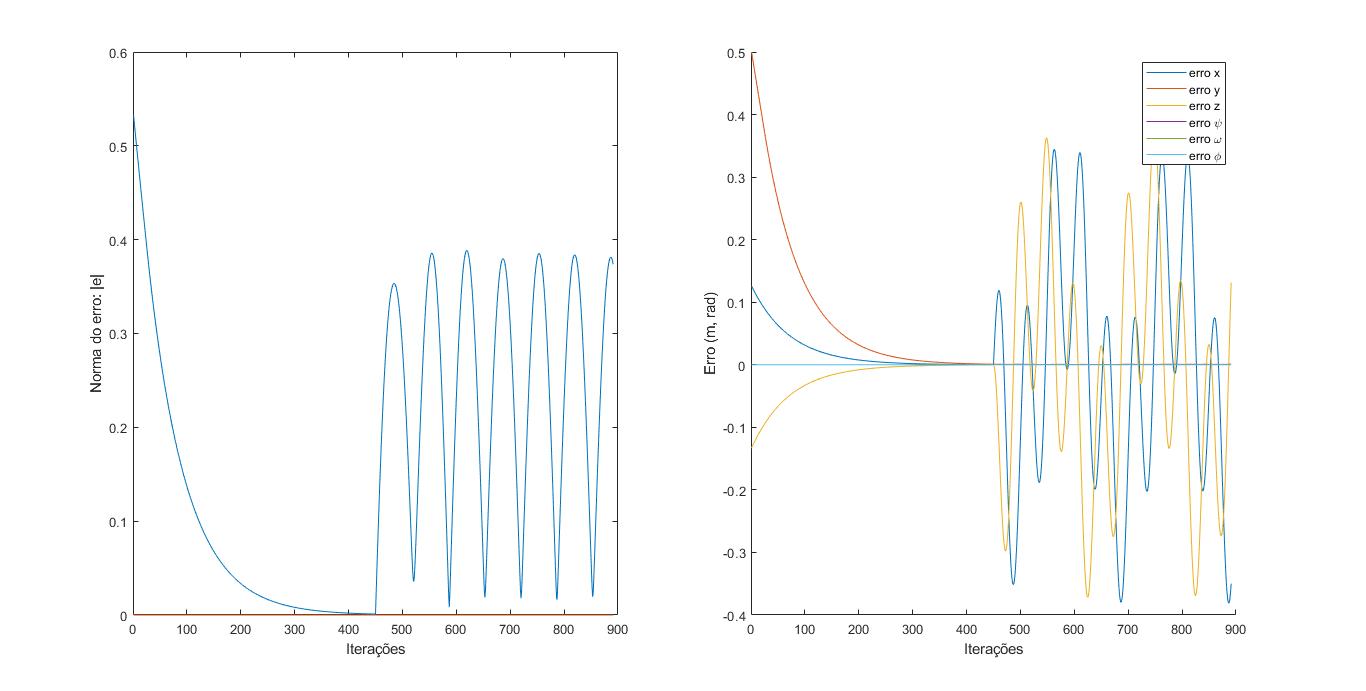 0.6
0.5
0.4
0.3
0.2
0.1
0
Norma do erro: |e|
0 100 200 300 400 500 600 700 800 900
Iterações
0.5
0.4
0.3
0.2
0.1
0
-0.1
-0.2
-0.3
-0.4
Erro (m, rad)
0 100 200 300 400 500 600 700 800 900
Iterações
erro x
erro y
erro z
erro ψ
erro ω
erro ϕ